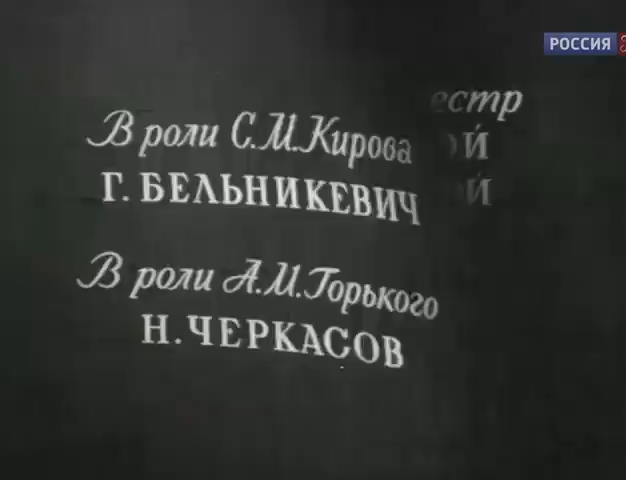 РОССИЯ
В роли С.М.Кирова
Г. БЕЛЬНИКЕВИЧ
В роли А.М.Горького
Н. ЧЕРКАСОВ